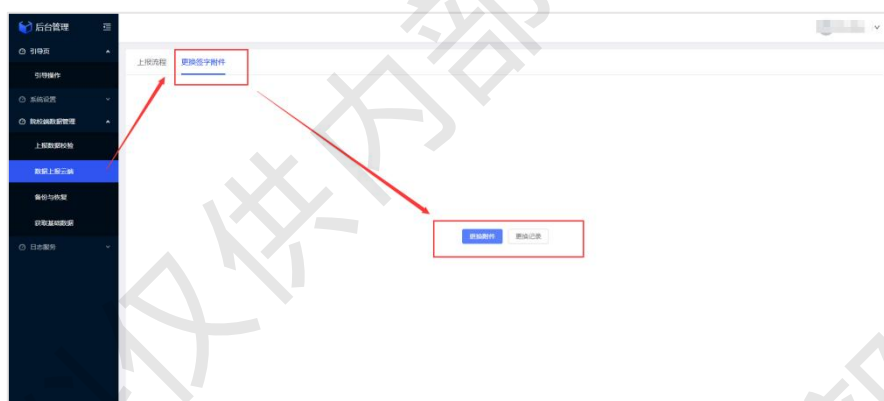 后台管理
引导页
引导操作
系统设置
院校端数据管理
上报数据校验
数据上报云端
备份与恢复
获取基础数据
日志服务
上报流程
更换签字附件
更换附件
更换记录
仅供内部